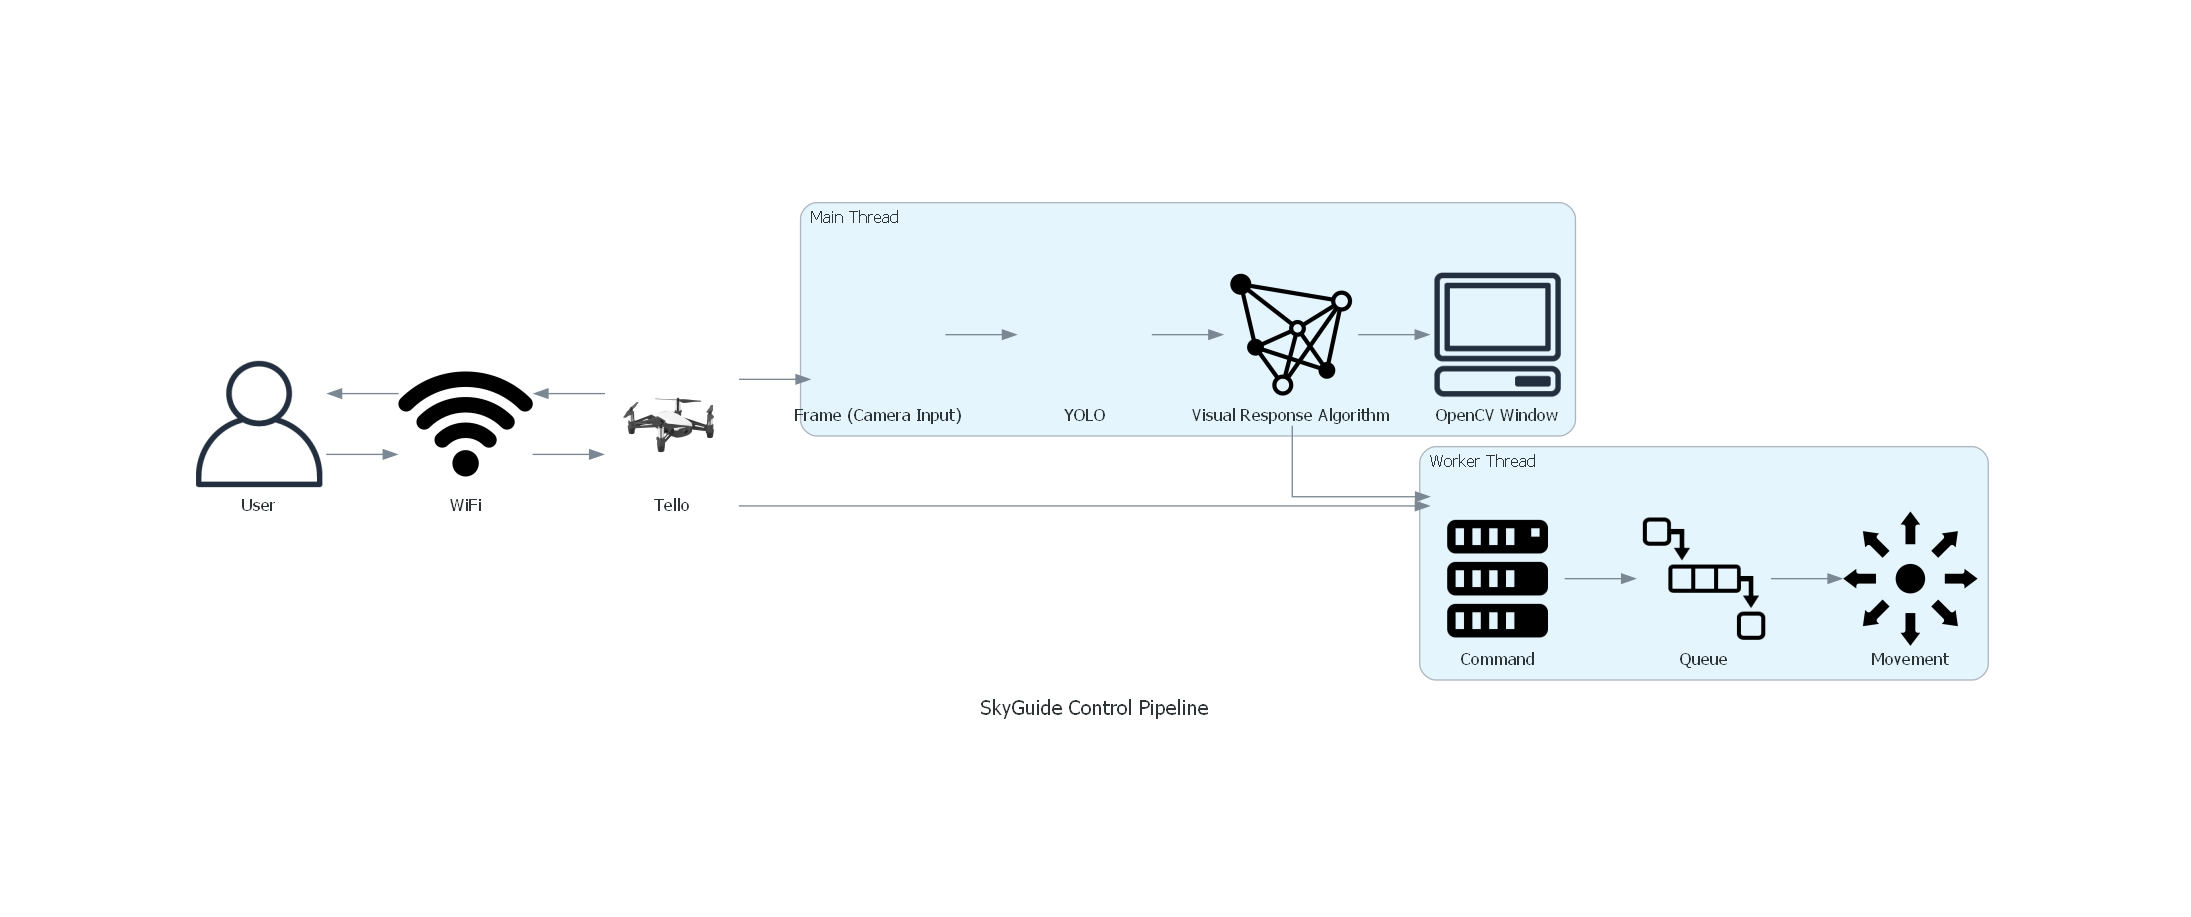 Main Thread
Frame (Camera Input)
YOLO
Visual Response Algorithm
OpenCV Window
User
WiFi
Tello
Worker Thread
Command
Queue
Movement
SkyGuide Control Pipeline